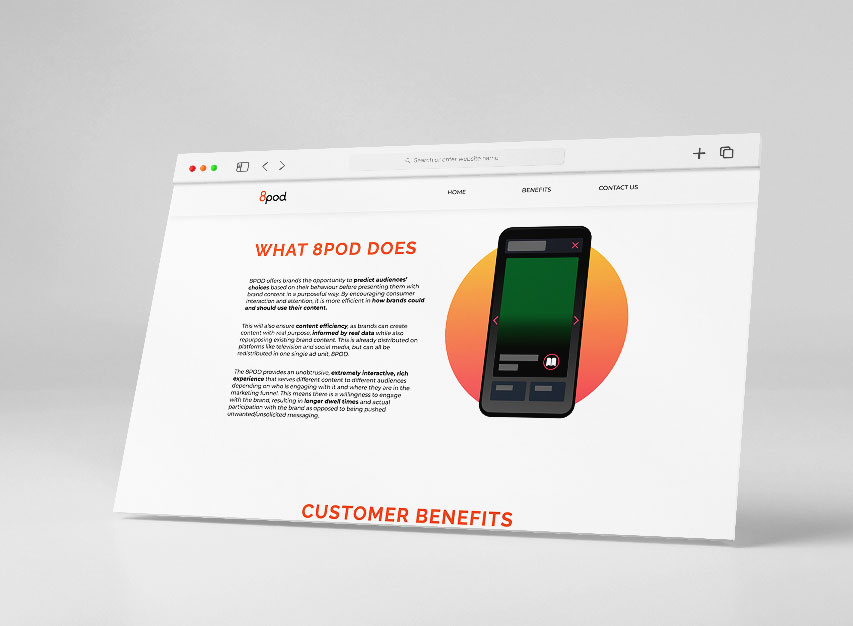 Search or enter website name
8pod
HOME
BENEFITS
CONTACT US
WHAT 8POD DOES
8POD offers brands the opportunity to predict audiences'
choices based on their behaviour before presenting them with
brand content in a purposeful way. By encouraging consumer
interaction and attention, it is more efficient in how brands could
and should use their content.
This will also ensure content efficiency, as brands can create
content with real purpose, informed by real data while also
repurposing existing brand content. This is already distributed on
platforms like television and social media, but can all be
redistributed in one single ad unit, 8POD.
The 8POD provides an unobtrusive, extremely interactive, rich
experience that serves different content to different audiences
depending on who is engaging with it and where they are in the
marketing funnel. This means there is a willingness to engage
with the brand, resulting in longer dwell times and actual
participation with the brand as opposed to being pushed
unwanted/unsolicited messaging.
CUSTOMER BENEFITS